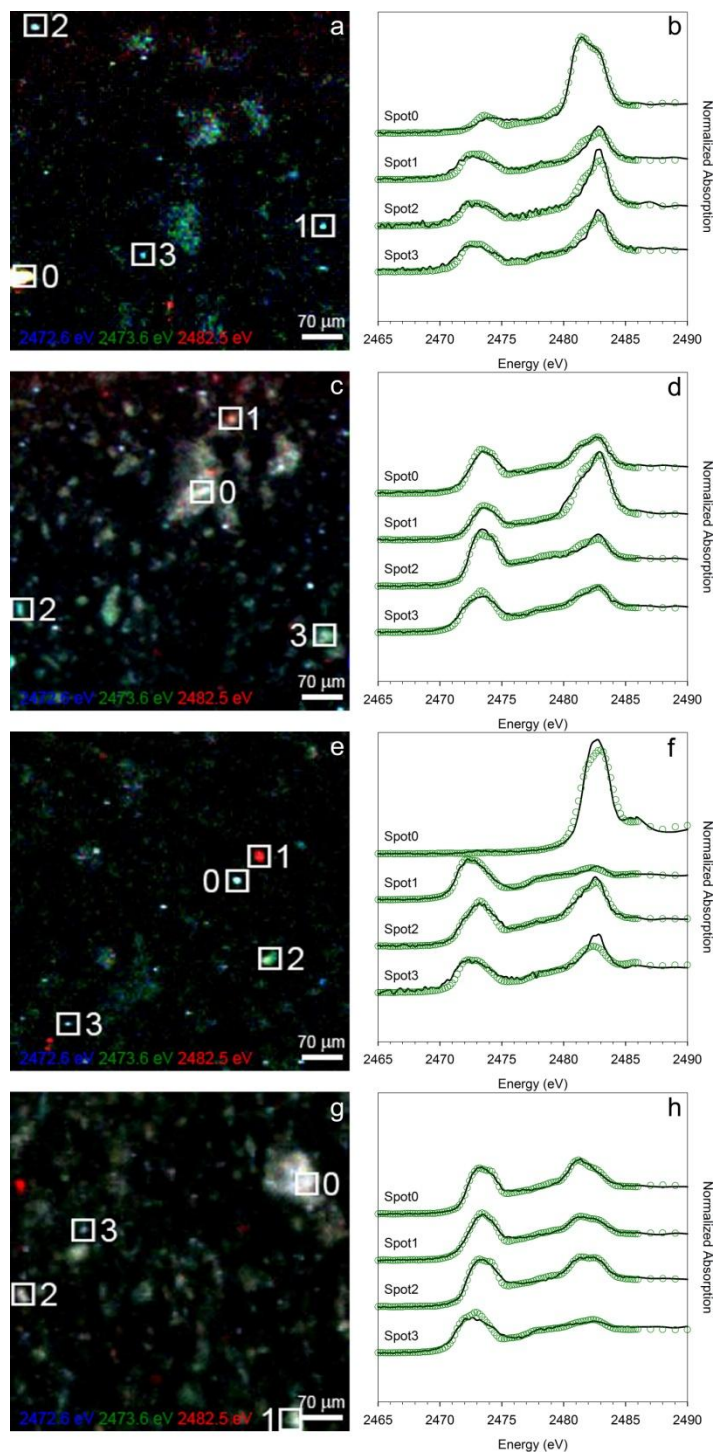 2
a
1
3
0
2472.6 eV 2473.6 eV 2482.5 eV
70 µm
b
Spot0
Spot1
Spot2
Spot3
2465 2470 2475 2480 2485 2490
Energy (eV)
Normalized Absorption
c
1
0
2
3
2472.6 eV 2473.6 eV 2482.5 eV
70 µm
d
Spot0
Spot1
Spot2
Spot3
2465 2470 2475 2480 2485 2490
Energy (eV)
Normalized Absorption
e
1
0
2
3
2472.6 eV 2473.6 eV 2482.5 eV
70 µm
f
Spot0
Spot1
Spot2
Spot3
2465 2470 2475 2480 2485 2490
Energy (eV)
Normalized Absorption
g
0
3
2
1
2472.6 eV 2473.6 eV 2482.5 eV
70 µm
h
Spot0
Spot1
Spot2
Spot3
2465 2470 2475 2480 2485 2490
Energy (eV)
Normalized Absorption